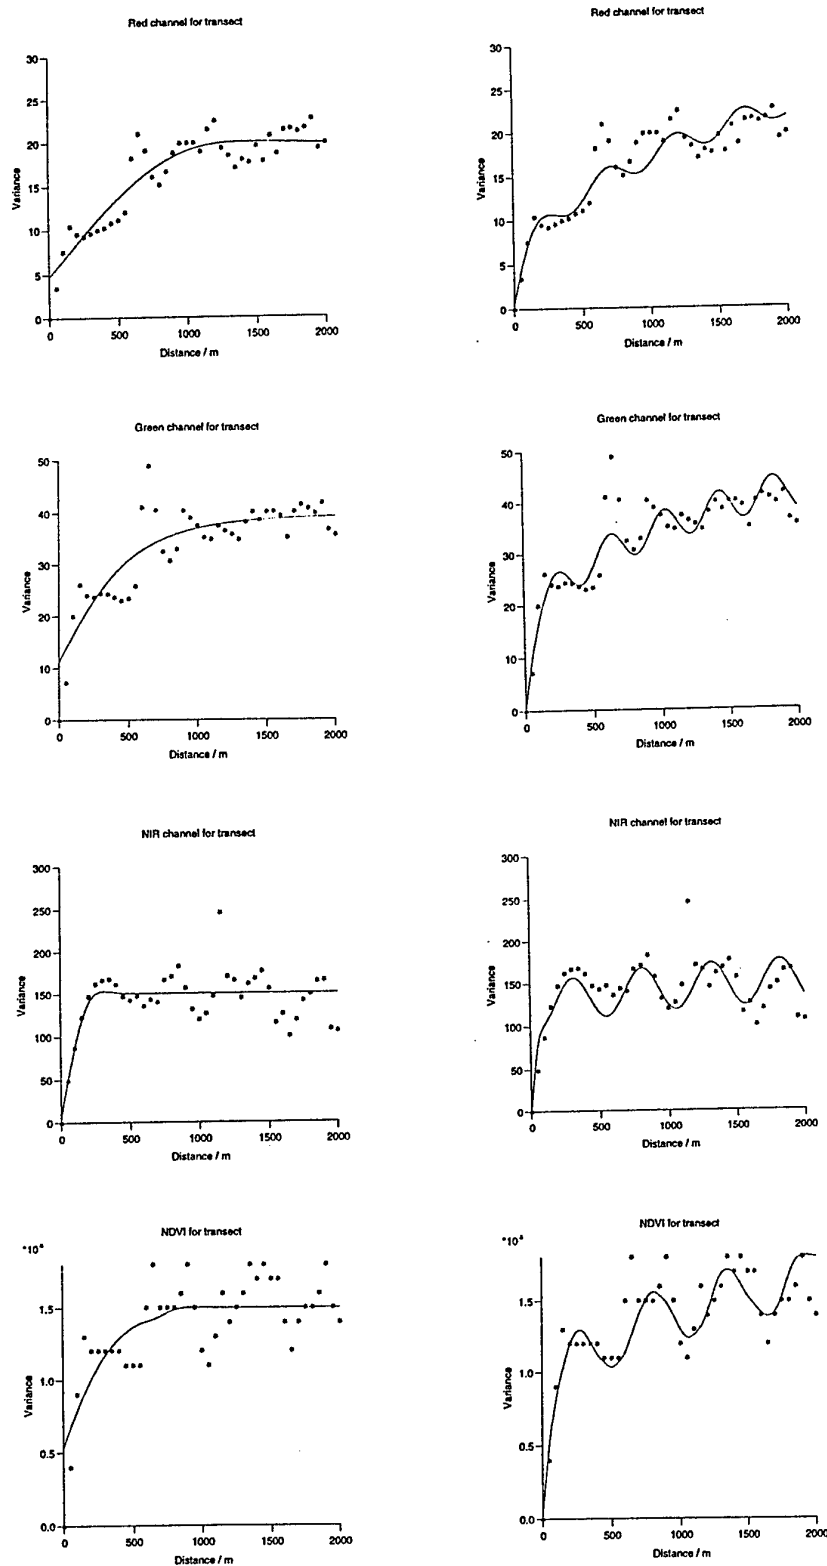 Red channel for transect
30
25
20
15
10
5
0
Variance
0 500 1000 1500 2000
Distance / m
Red channel for transect
30
25
20
15
10
5
0
Variance
0 500 1000 1500 2000
Distance / m
Green channel for transect
50
40
30
20
10
0
Variance
0 500 1000 1500 2000
Distance / m
Green channel for transect
50
40
30
20
10
0
Variance
0 500 1000 1500 2000
Distance / m
NIR channel for transect
300
250
200
150
100
50
0
Variance
0 500 1000 1500 2000
Distance / m
NIR channel for transect
300
250
200
150
100
50
0
Variance
0 500 1000 1500 2000
Distance / m
NDVI for transect
1.5
1.0
0.5
0.0
Variance
0 500 1000 1500 2000
Distance / m
NDVI for transect
1.5
1.0
0.5
0.0
Variance
0 500 1000 1500 2000
Distance / m